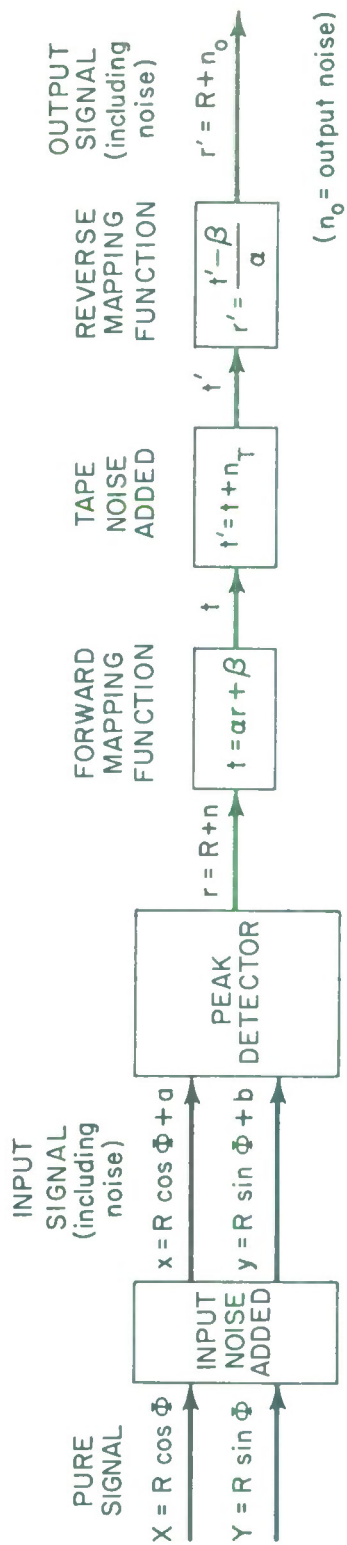 PURE
SIGNAL
X = R cos Φ
Y = R sin Φ
INPUT
NOISE
ADDED
INPUT
SIGNAL
(including
noise)
x = R cos Φ + a
y = R sin Φ + b
PEAK
DETECTOR
r = R + n
FORWARD
MAPPING
FUNCTION
t = αr + β
t
TAPE
NOISE
ADDED
t' = t + n_T
t'
REVERSE
MAPPING
FUNCTION
r' = (t' − β) / α
OUTPUT
SIGNAL
(including
noise)
r' = R + n_o
(n_o = output noise)